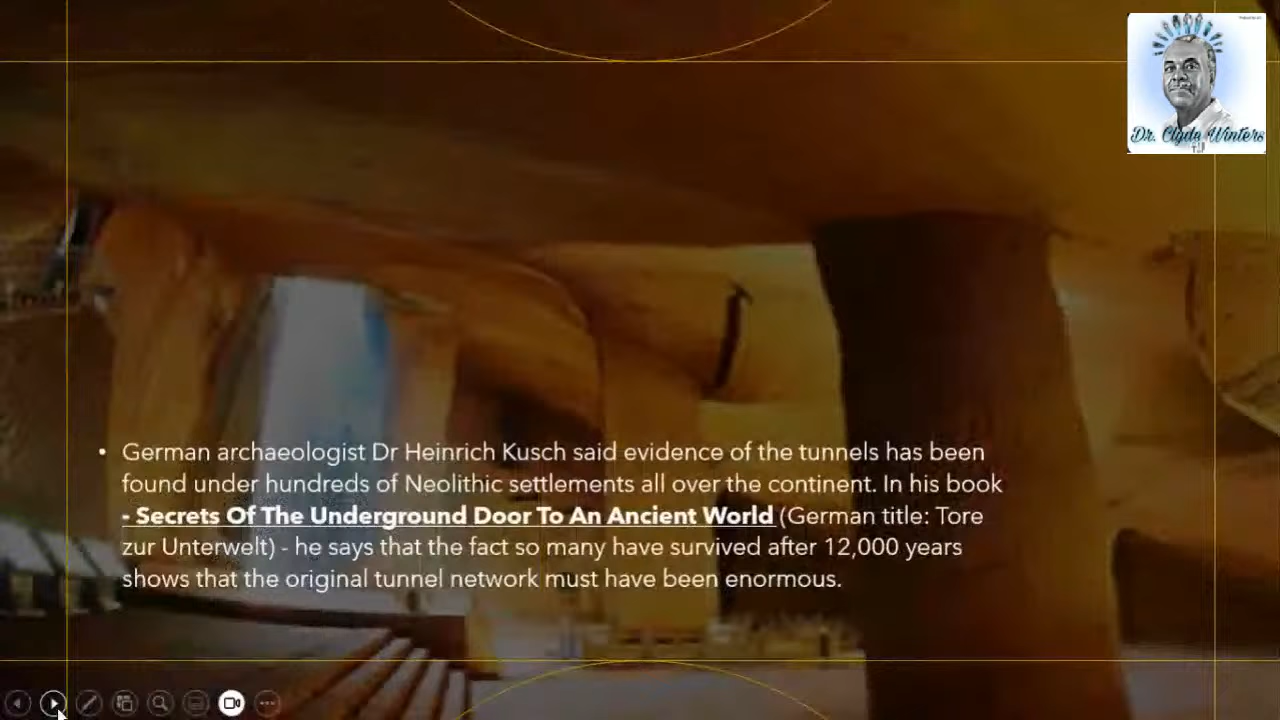 Dr. Clyde Winters
• German archaeologist Dr Heinrich Kusch said evidence of the tunnels has been
found under hundreds of Neolithic settlements all over the continent. In his book
- Secrets Of The Underground Door To An Ancient World (German title: Tore
zur Unterwelt) - he says that the fact so many have survived after 12,000 years
shows that the original tunnel network must have been enormous.